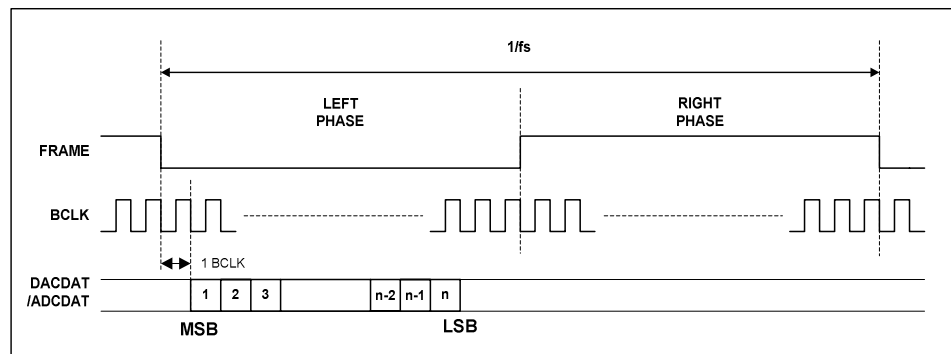 1/fs
LEFT
PHASE
RIGHT
PHASE
FRAME
BCLK
1 BCLK
DACDAT
/ADCDAT
1 2 3 n-2 n-1 n
MSB LSB